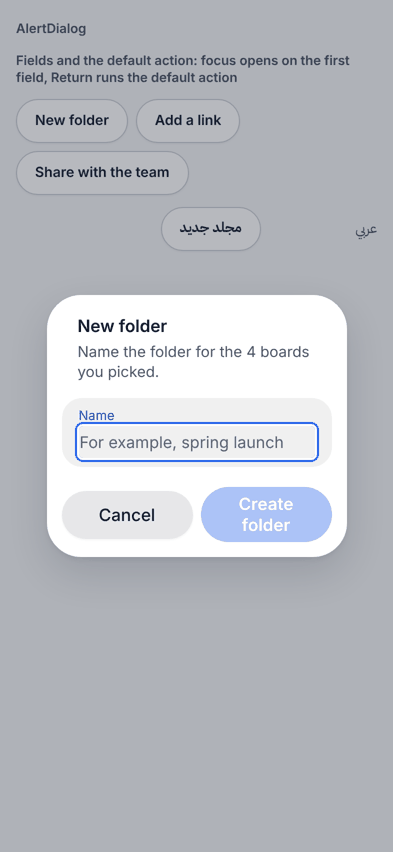 AlertDialog
Fields and the default action: focus opens on the first
field, Return runs the default action
New folder
Add a link
Share with the team
عربي
مجلد جديد
New folder
Name the folder for the 4 boards
you picked.
Name
For example, spring launch
Cancel
Create
folder